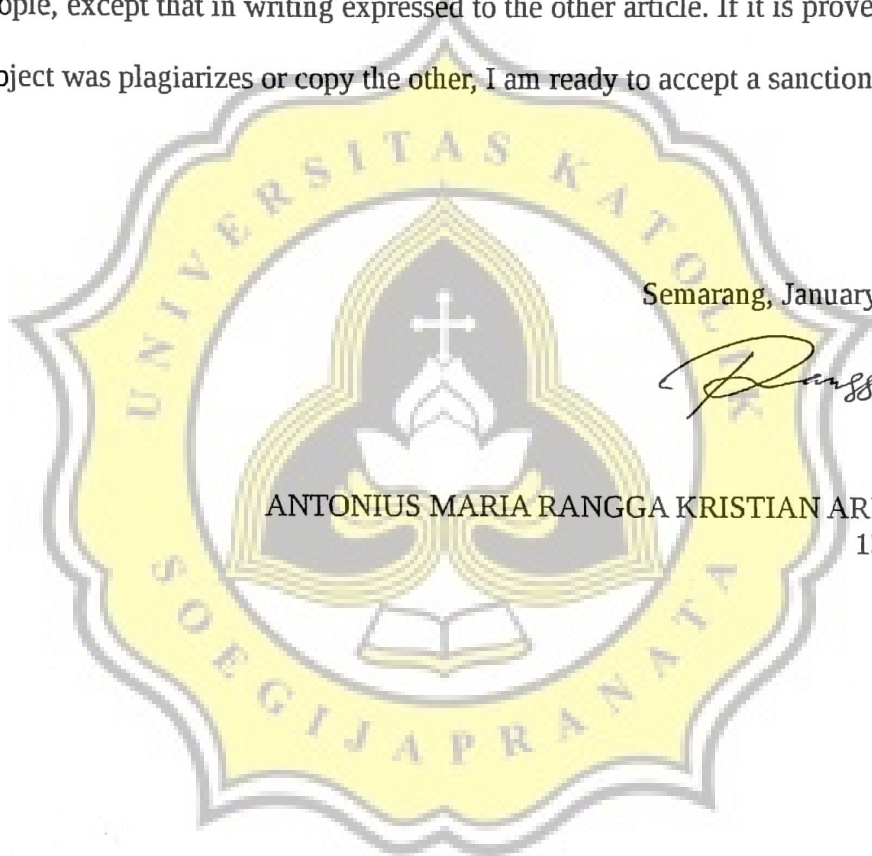 ople, except that in writing expressed to the other article. If it is prove
oject was plagiarizes or copy the other, I am ready to accept a sanction
UNIVERSITAS KATOLIK
Semarang, January
Rangg
ANTONIUS MARIA RANGGA KRISTIAN AR
SOEGIJAPRANATA